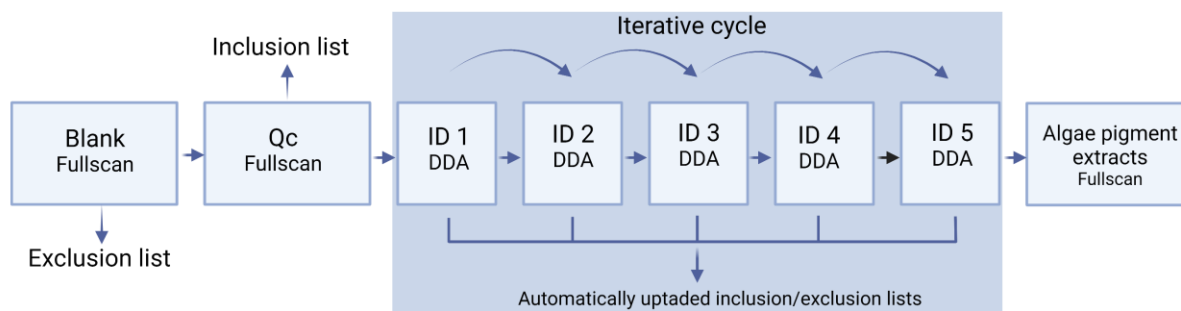 Iterative cycle
Inclusion list
Blank
Fullscan
Qc
Fullscan
ID 1
DDA
ID 2
DDA
ID 3
DDA
ID 4
DDA
ID 5
DDA
Algae pigment
extracts
Fullscan
Exclusion list
Automatically uptaded inclusion/exclusion lists